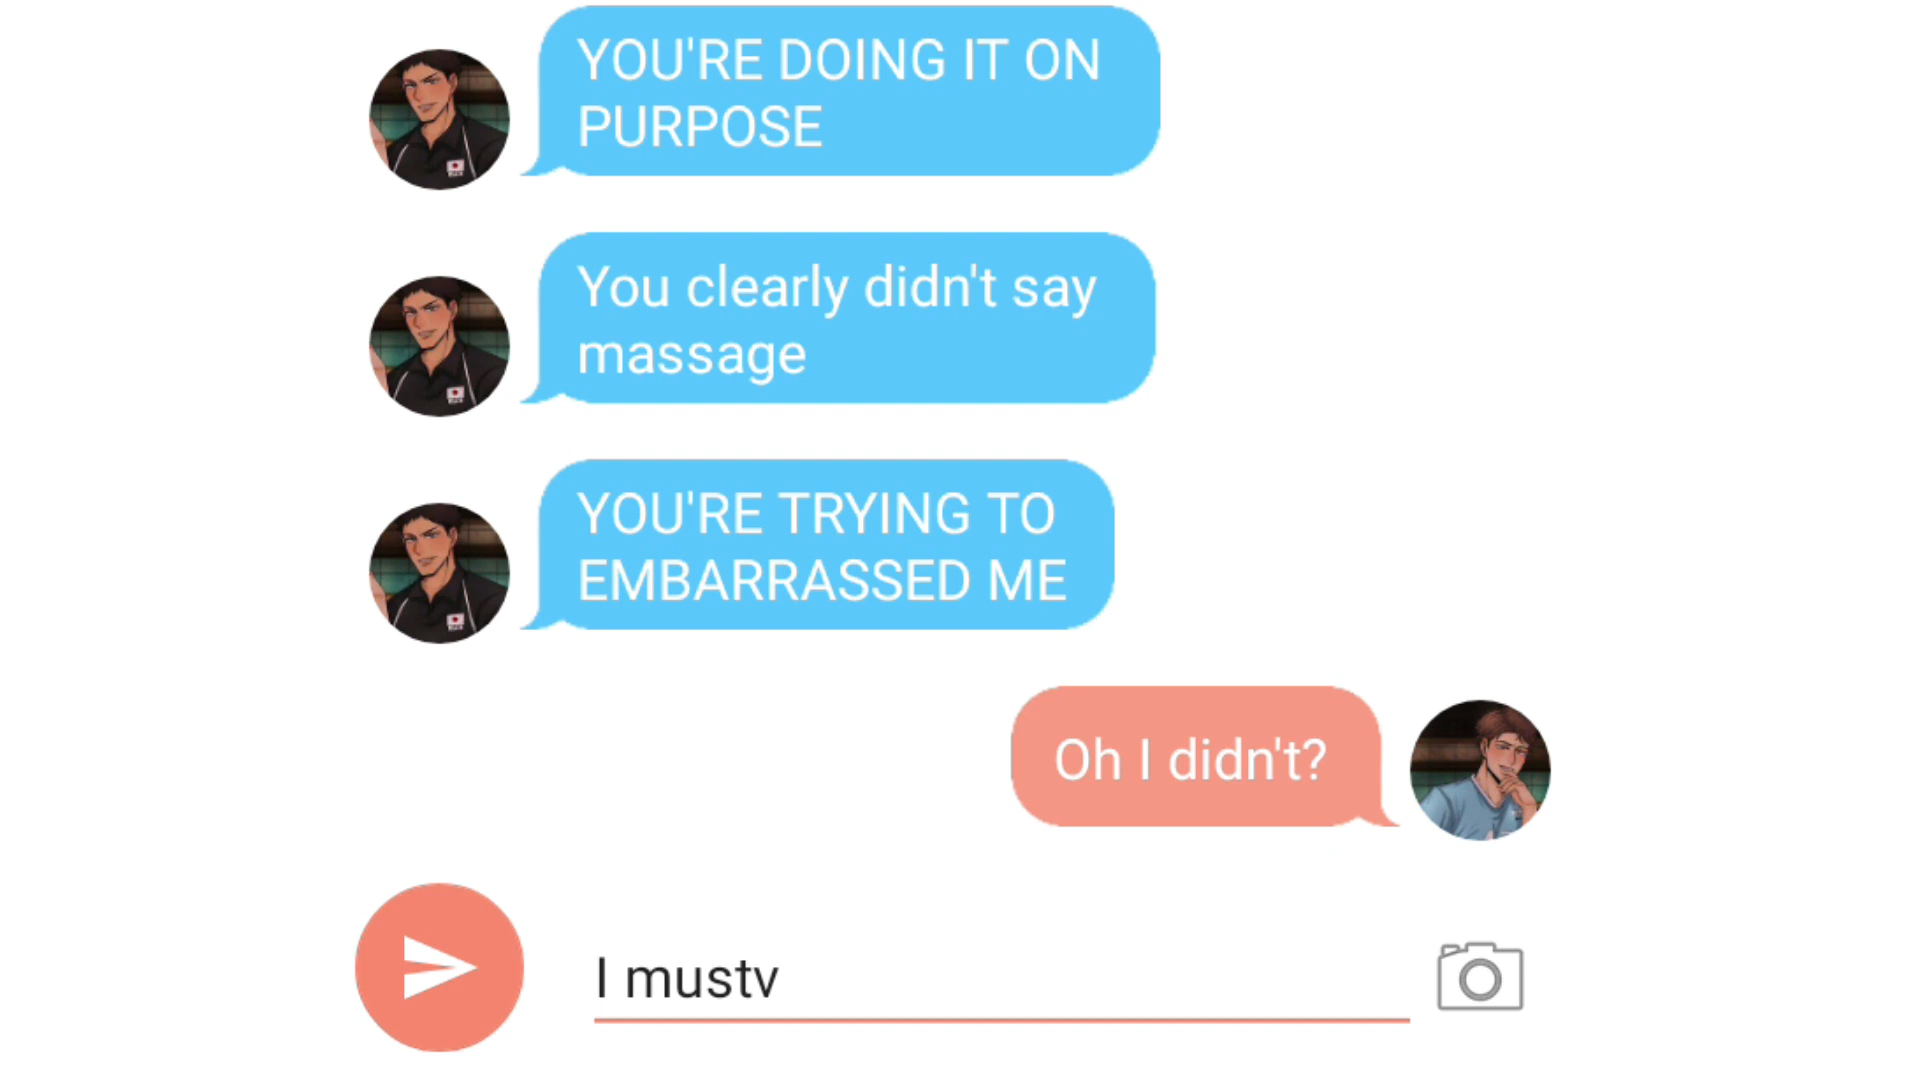 YOU'RE DOING IT ON
PURPOSE
You clearly didn't say
massage
YOU'RE TRYING TO
EMBARRASSED ME
Oh I didn't?
I mustv